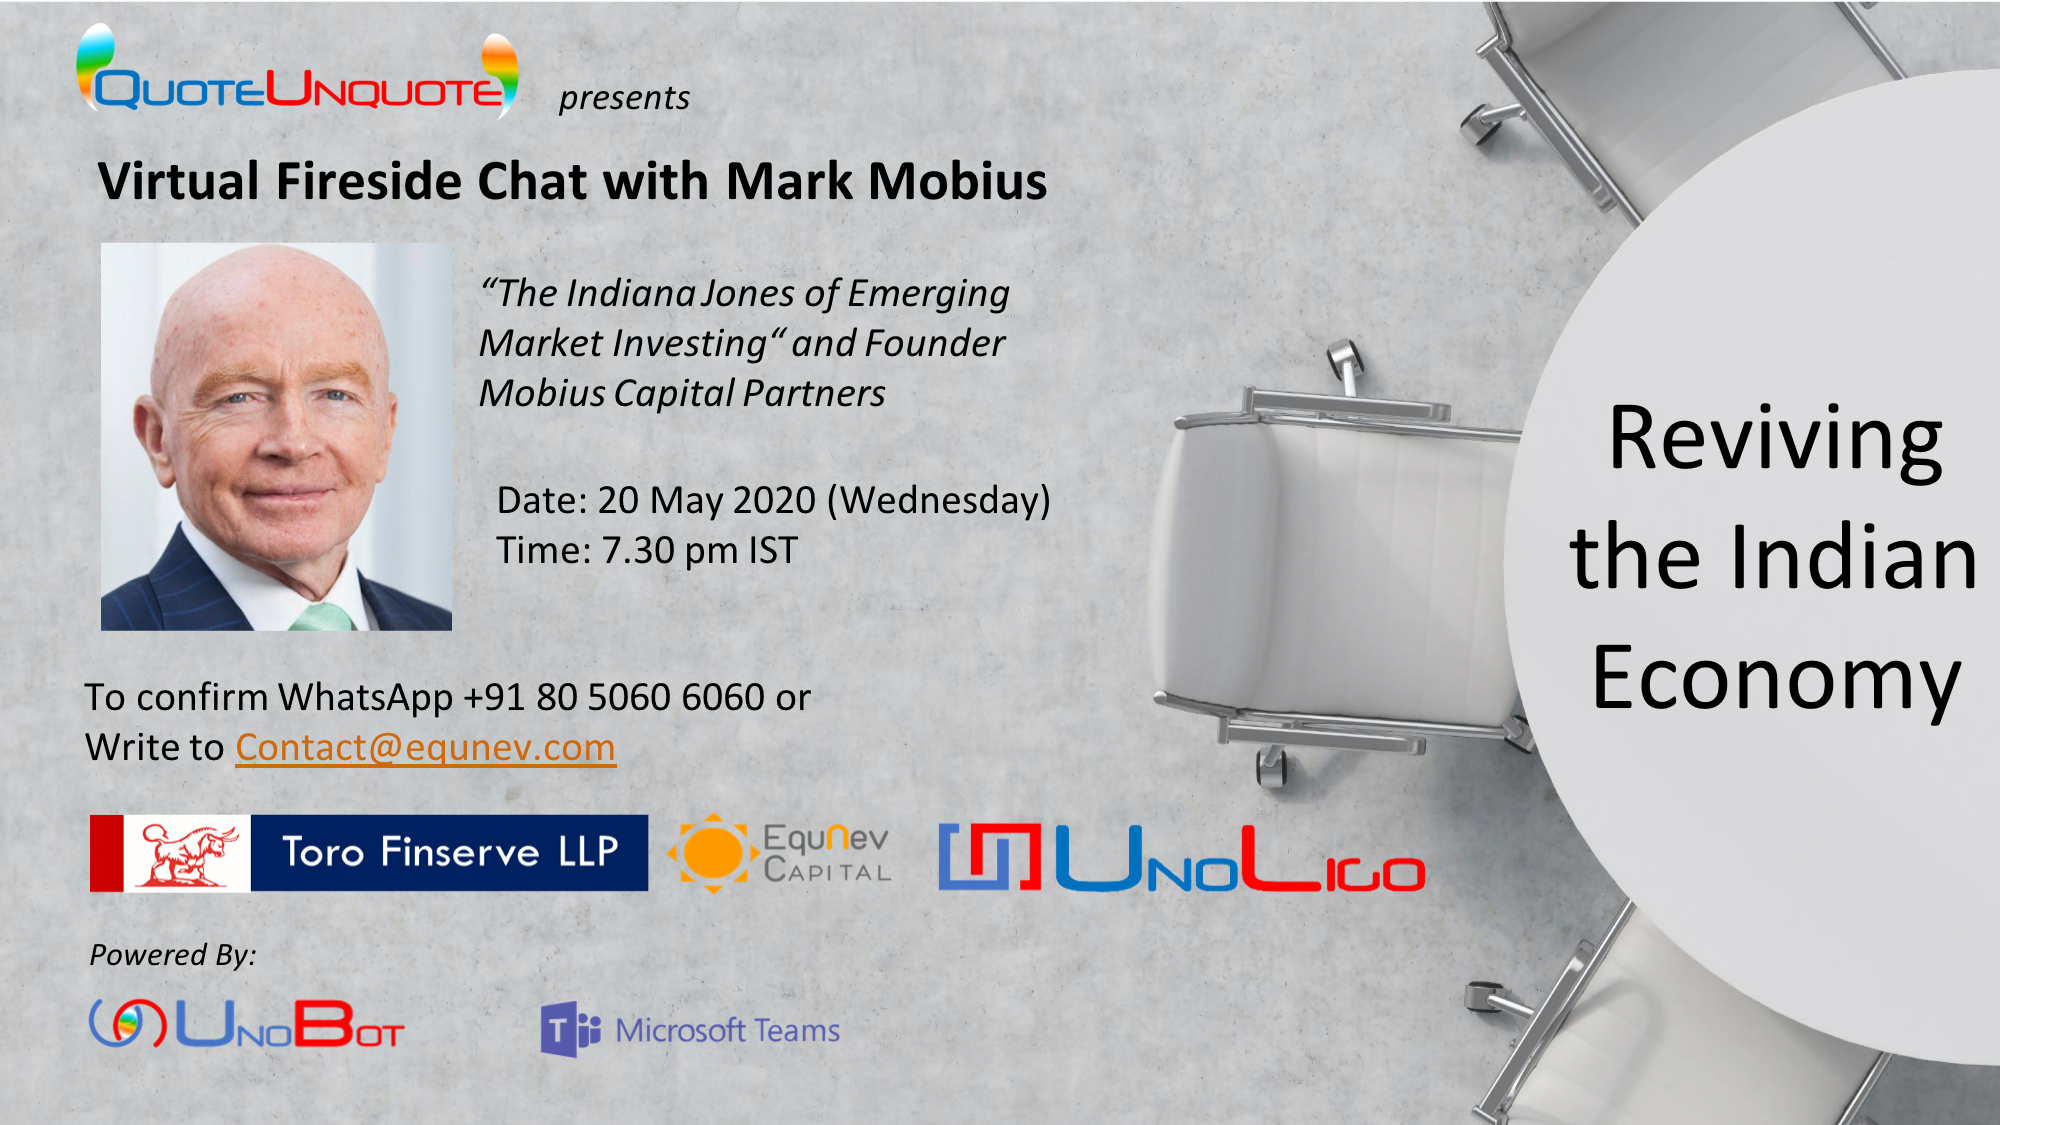 QUOTEUNQUOTE presents
Virtual Fireside Chat with Mark Mobius
“The Indiana Jones of Emerging
Market Investing“ and Founder
Mobius Capital Partners
Date: 20 May 2020 (Wednesday)
Time: 7.30 pm IST
To confirm WhatsApp +91 80 5060 6060 or
Write to Contact@equnev.com
Toro Finserve LLP
EquNev
CAPITAL
UNOLIGO
Powered By:
UNOBOT
T Microsoft Teams
Reviving
the Indian
Economy